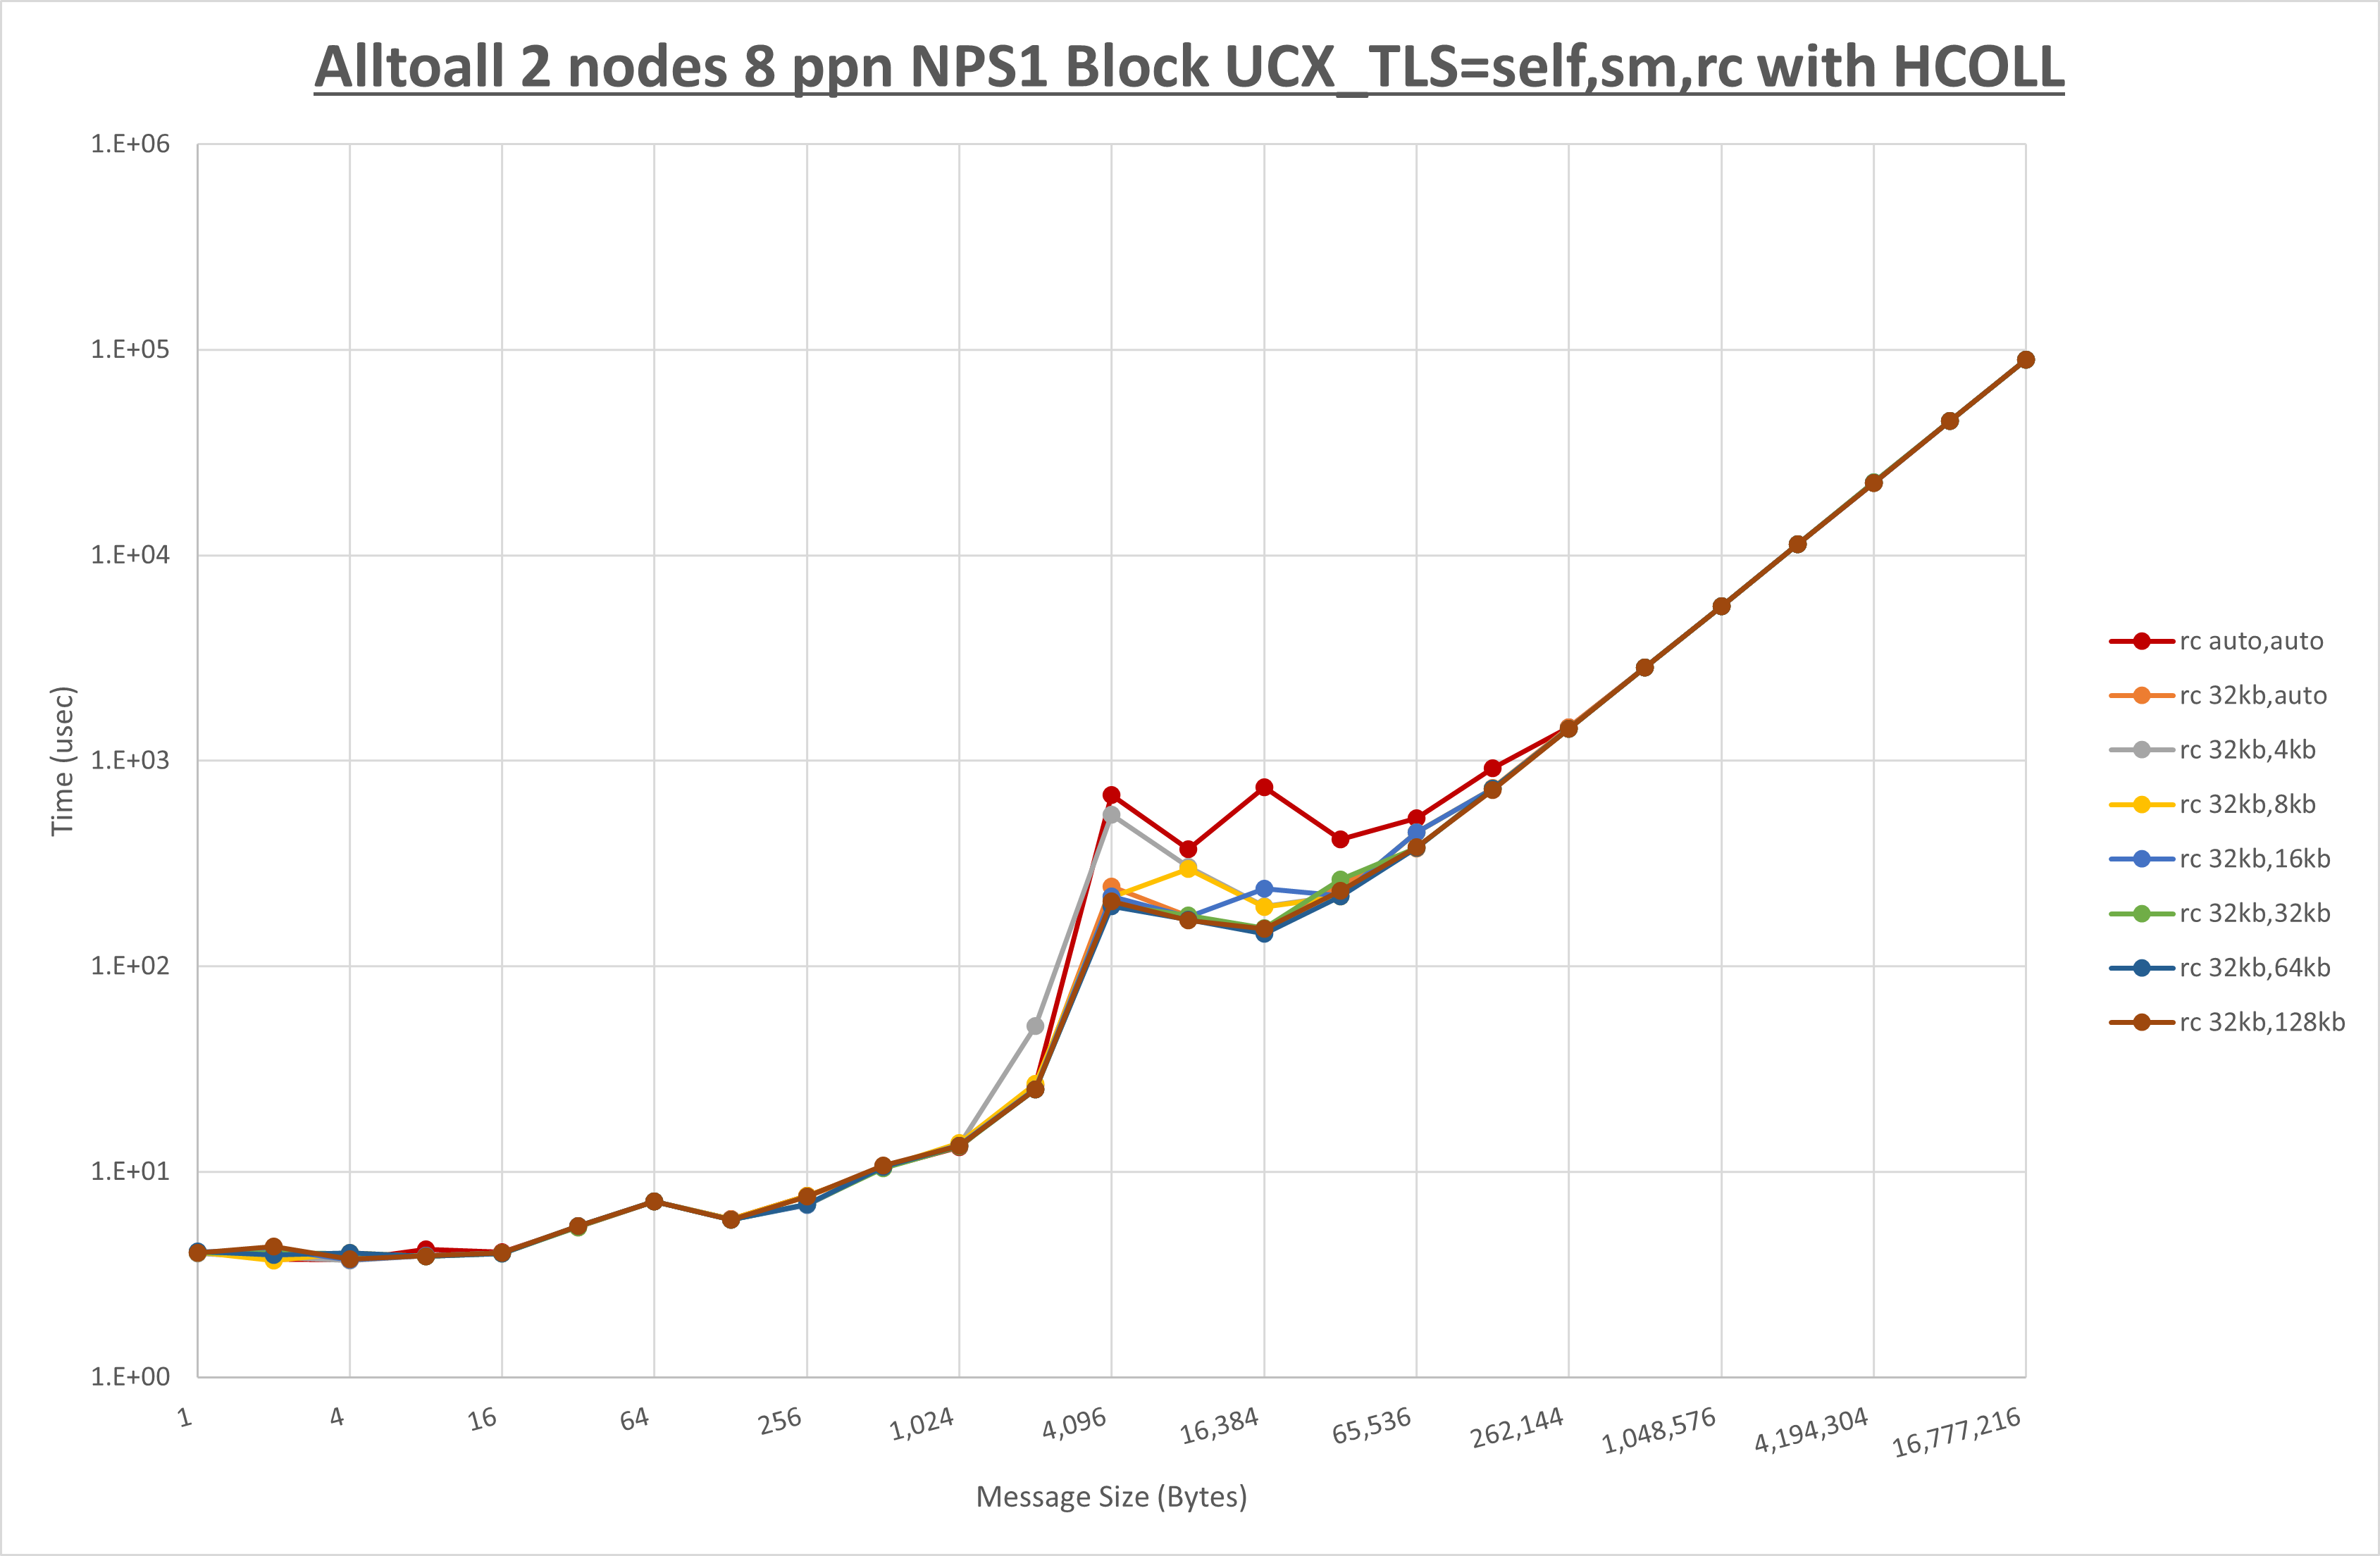 Alltoall 2 nodes 8 ppn NPS1 Block UCX_TLS=self,sm,rc with HCOLL
1.E+06
1.E+05
1.E+04
1.E+03
1.E+02
1.E+01
1.E+00
Time (usec)
1
4
16
64
256
1,024
4,096
16,384
65,536
262,144
1,048,576
4,194,304
16,777,216
Message Size (Bytes)
rc auto,auto
rc 32kb,auto
rc 32kb,4kb
rc 32kb,8kb
rc 32kb,16kb
rc 32kb,32kb
rc 32kb,64kb
rc 32kb,128kb